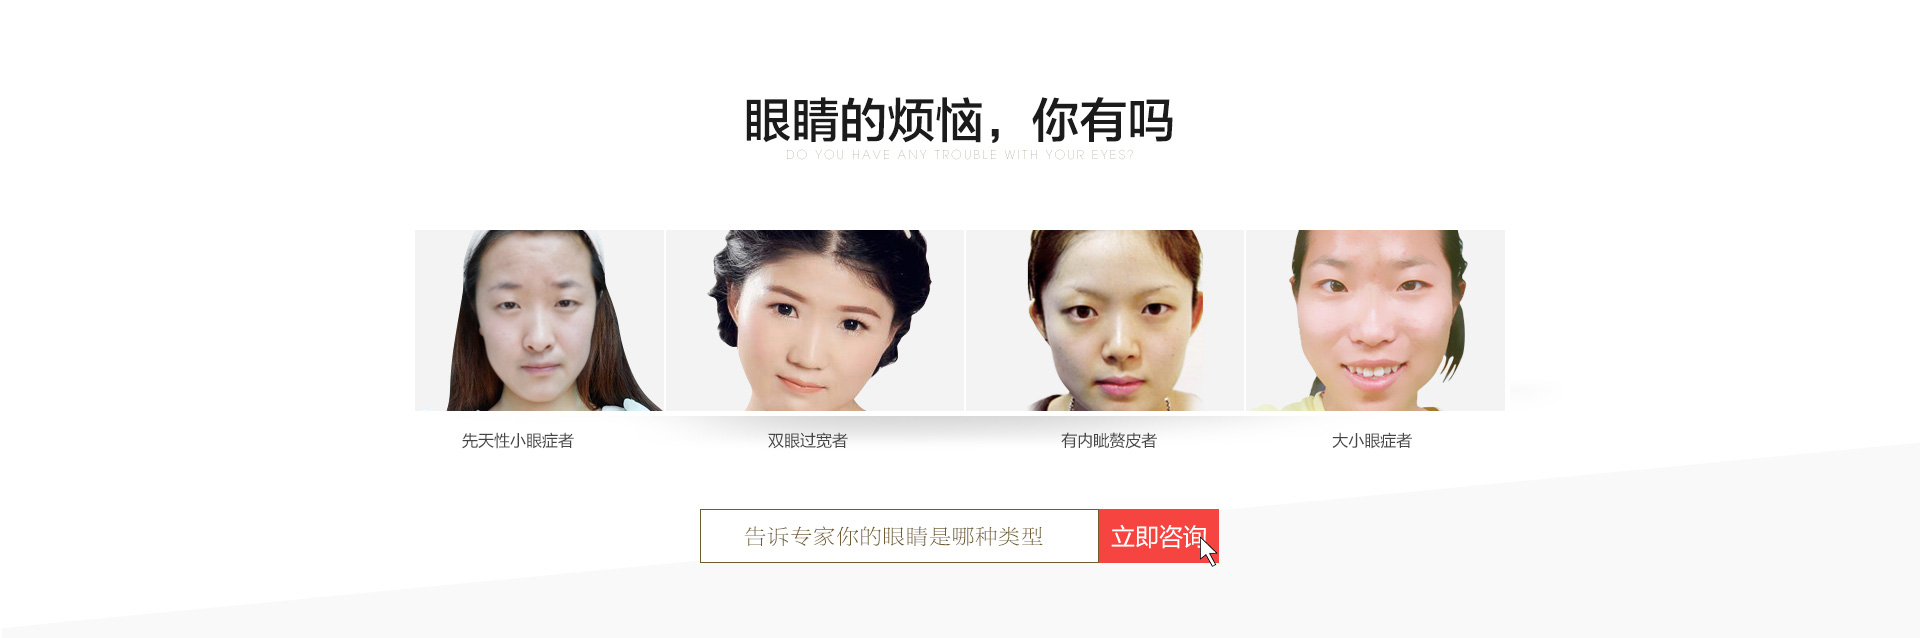 眼睛的烦恼，你有吗
DO YOU HAVE ANY TROUBLE WITH YOUR EYES?
先天性小眼症者
双眼过宽者
有内眦赘皮者
大小眼症者
告诉专家你的眼睛是哪种类型
立即咨询